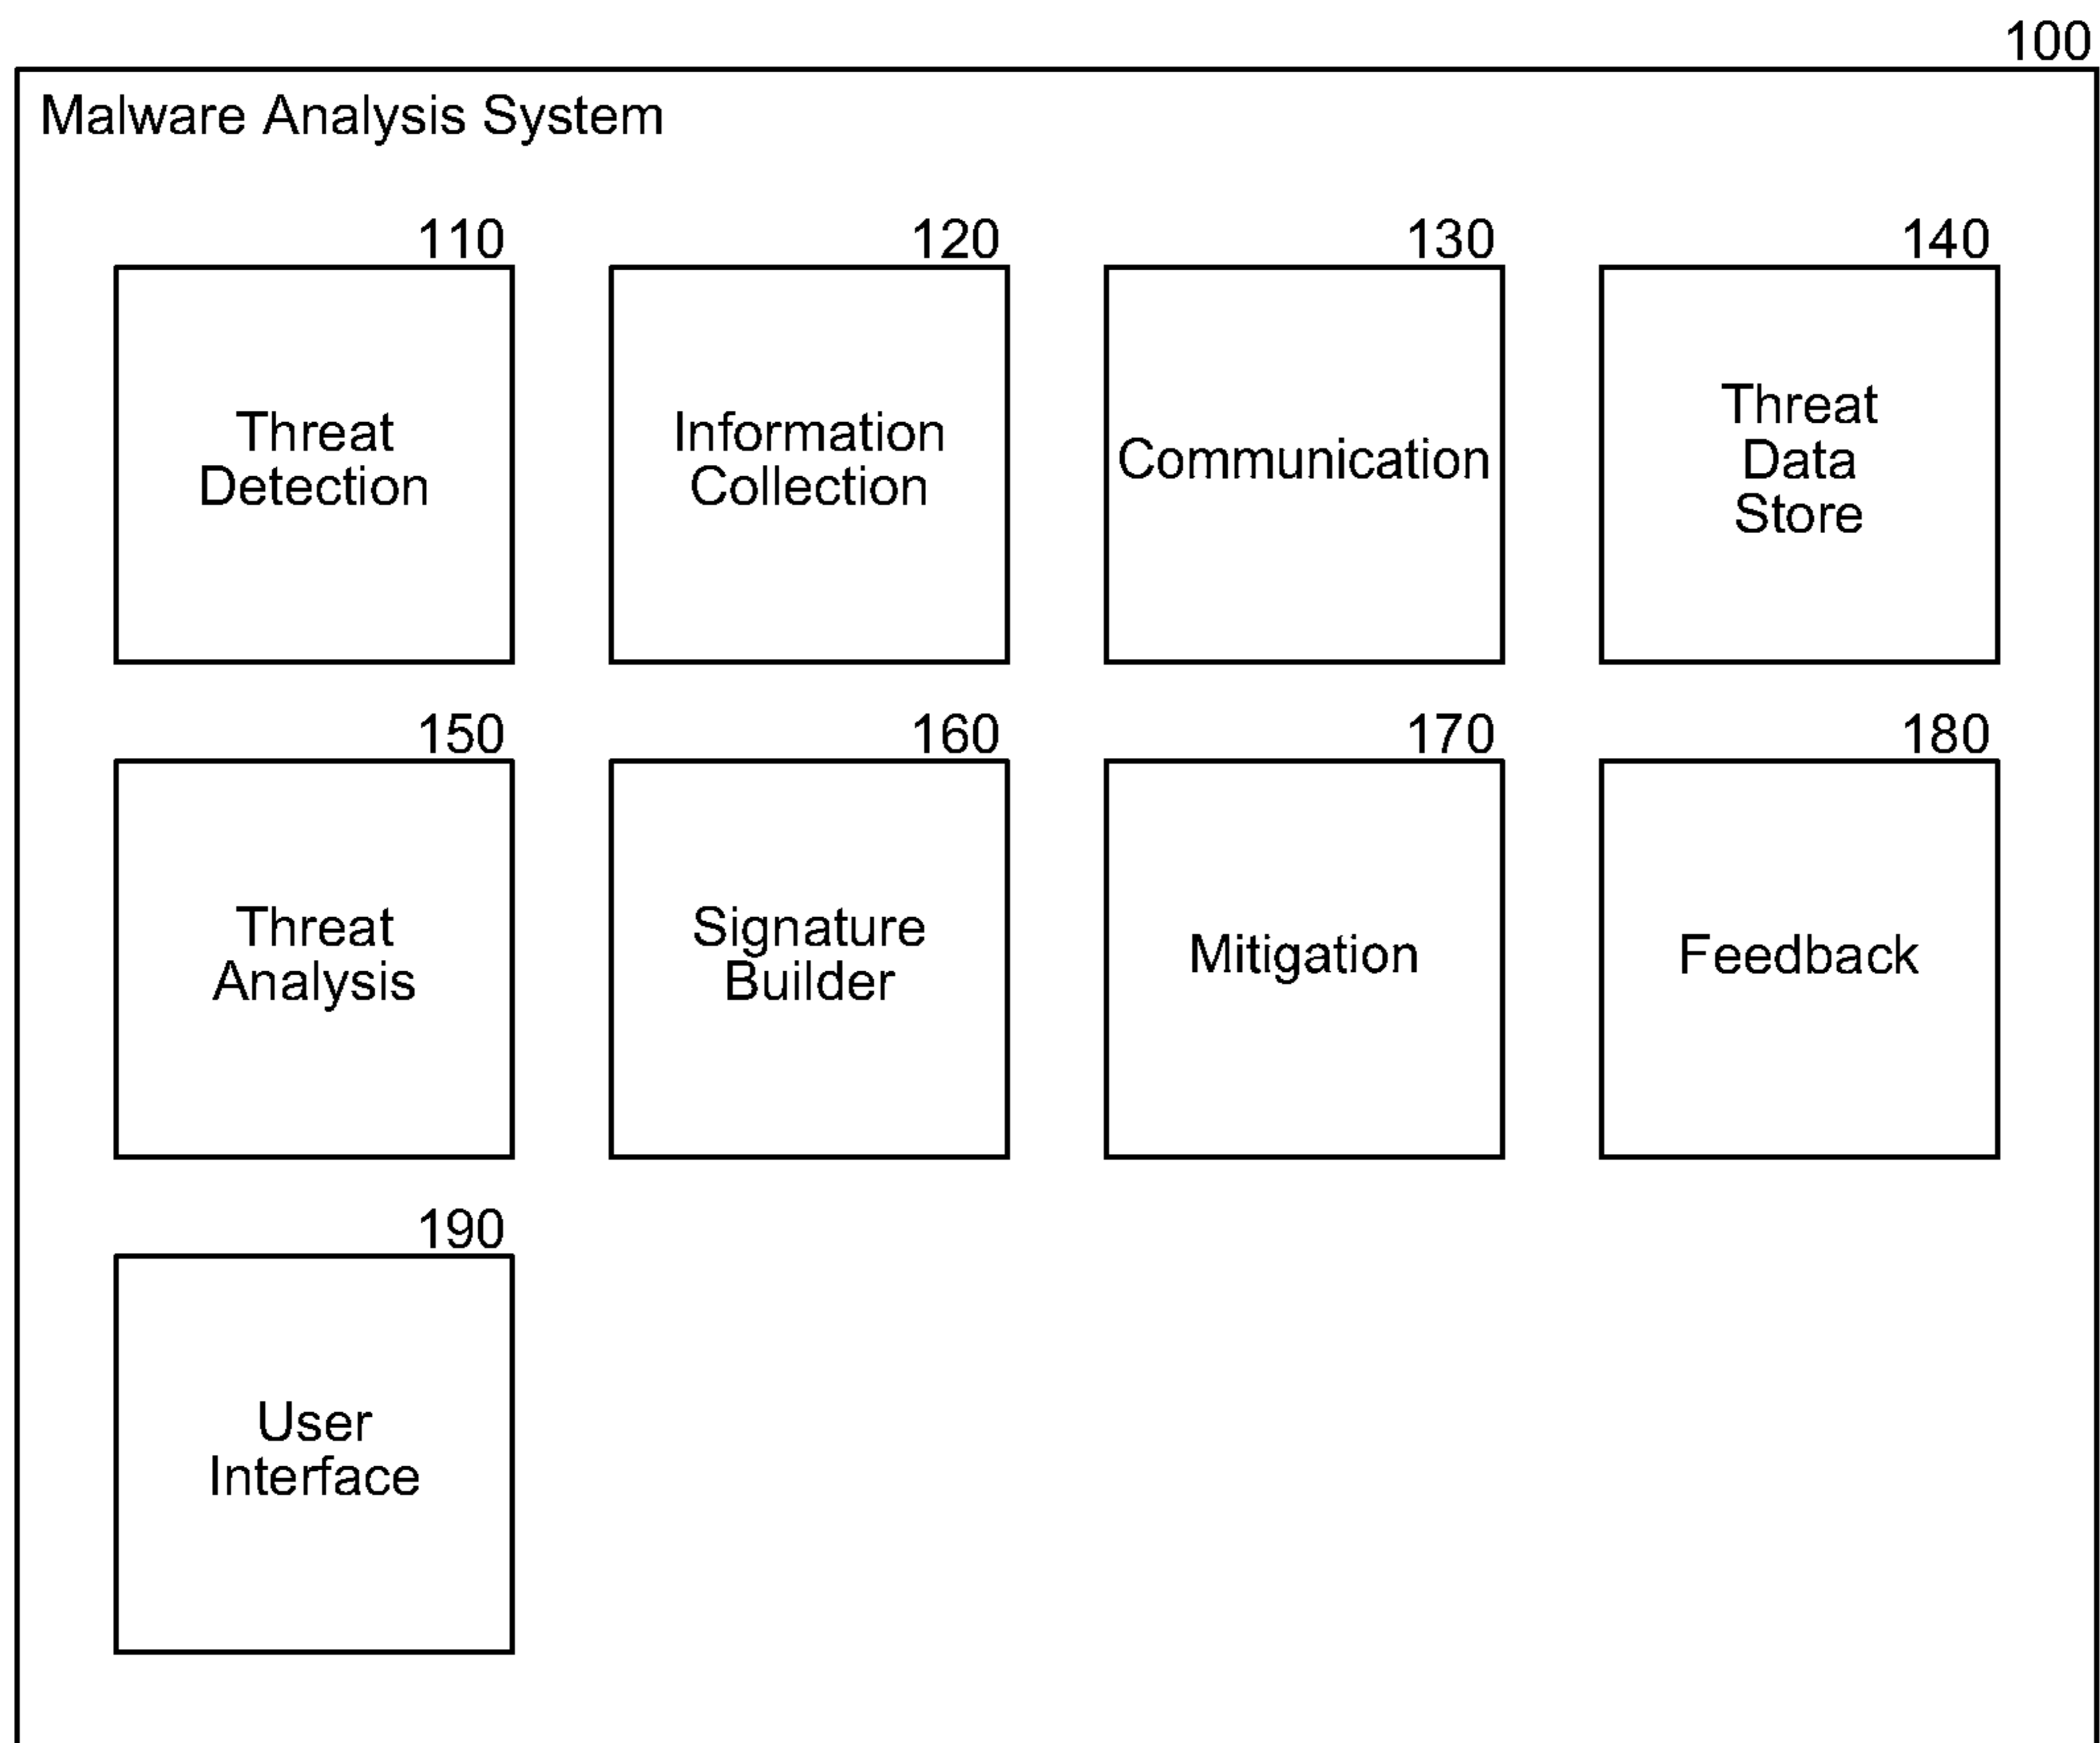 100
Malware Analysis System
110
Threat
Detection
120
Information
Collection
130
Communication
140
Threat
Data
Store
150
Threat
Analysis
160
Signature
Builder
170
Mitigation
180
Feedback
190
User
Interface